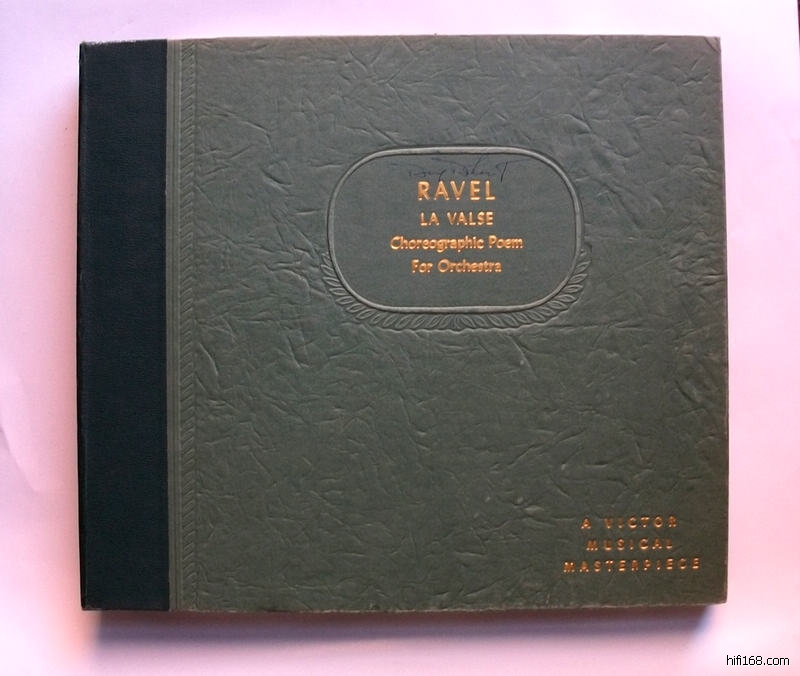 RAVEL
LA VALSE
Choreographic Poem
For Orchestra
A VICTOR
MUSICAL
MASTERPIECE
hifi168.com